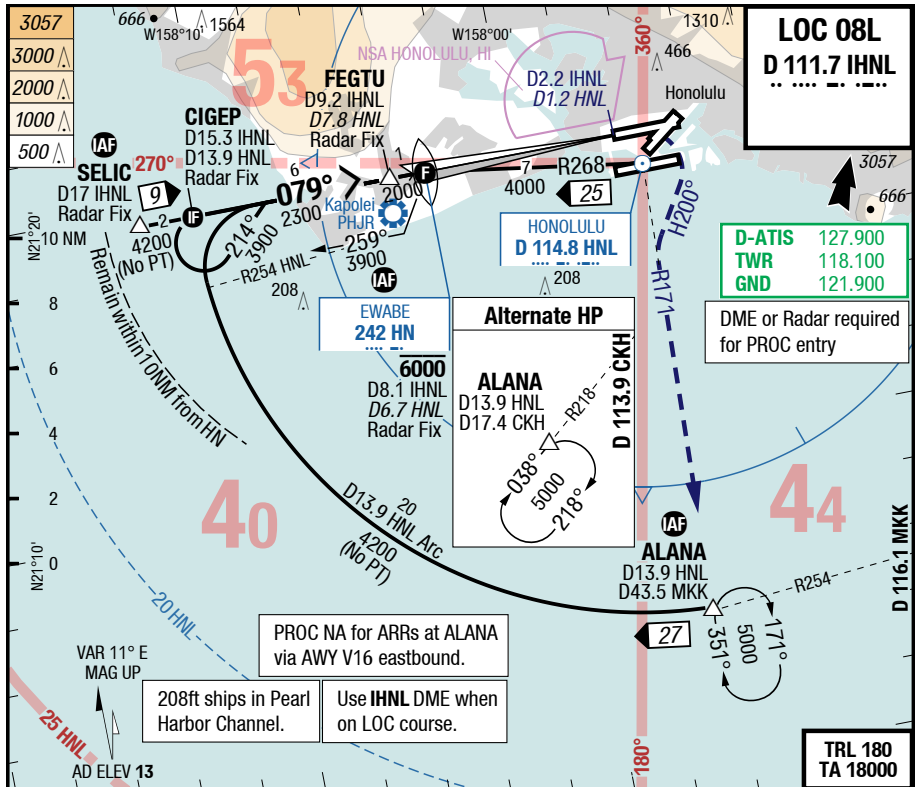 3057
3000
2000
1000
500
666
1564
W158°10'
W158°00'
1310
360°
466
NSA HONOLULU, HI
53
LOC 08L
D 111.7 IHNL
FEGTU
D9.2 IHNL
D7.8 HNL
Radar Fix
D2.2 IHNL
D1.2 HNL
Honolulu
CIGEP
D15.3 IHNL
D13.9 HNL
Radar Fix
IAF
SELIC
D17 IHNL
Radar Fix
270°
9
6
079°
1
F
2000
7
4000
R268
25
3057
666
IF
2
2300
4200
(No PT)
214°
3900
Kapolei
PHJR
259°
3900
R254 HNL
208
HONOLULU
D 114.8 HNL
H200°
R171
N21°20'
10 NM
8
6
4
2
0
N21°10'
Remain within 10NM from HN
IAF
EWABE
242 HN
6000
D8.1 IHNL
D6.7 HNL
Radar Fix
208
D-ATIS 127.900
TWR 118.100
GND 121.900
DME or Radar required
for PROC entry
Alternate HP
ALANA
D13.9 HNL
D17.4 CKH
R218
D 113.9 CKH
038°
5000
218°
40
44
20
D13.9 HNL Arc
4200
(No PT)
IAF
ALANA
D13.9 HNL
D43.5 MKK
R254
D 116.1 MKK
27
351°
5000
171°
20 HNL
25 HNL
PROC NA for ARRs at ALANA
via AWY V16 eastbound.
208ft ships in Pearl
Harbor Channel.
Use IHNL DME when
on LOC course.
VAR 11° E
MAG UP
AD ELEV 13
180°
TRL 180
TA 18000